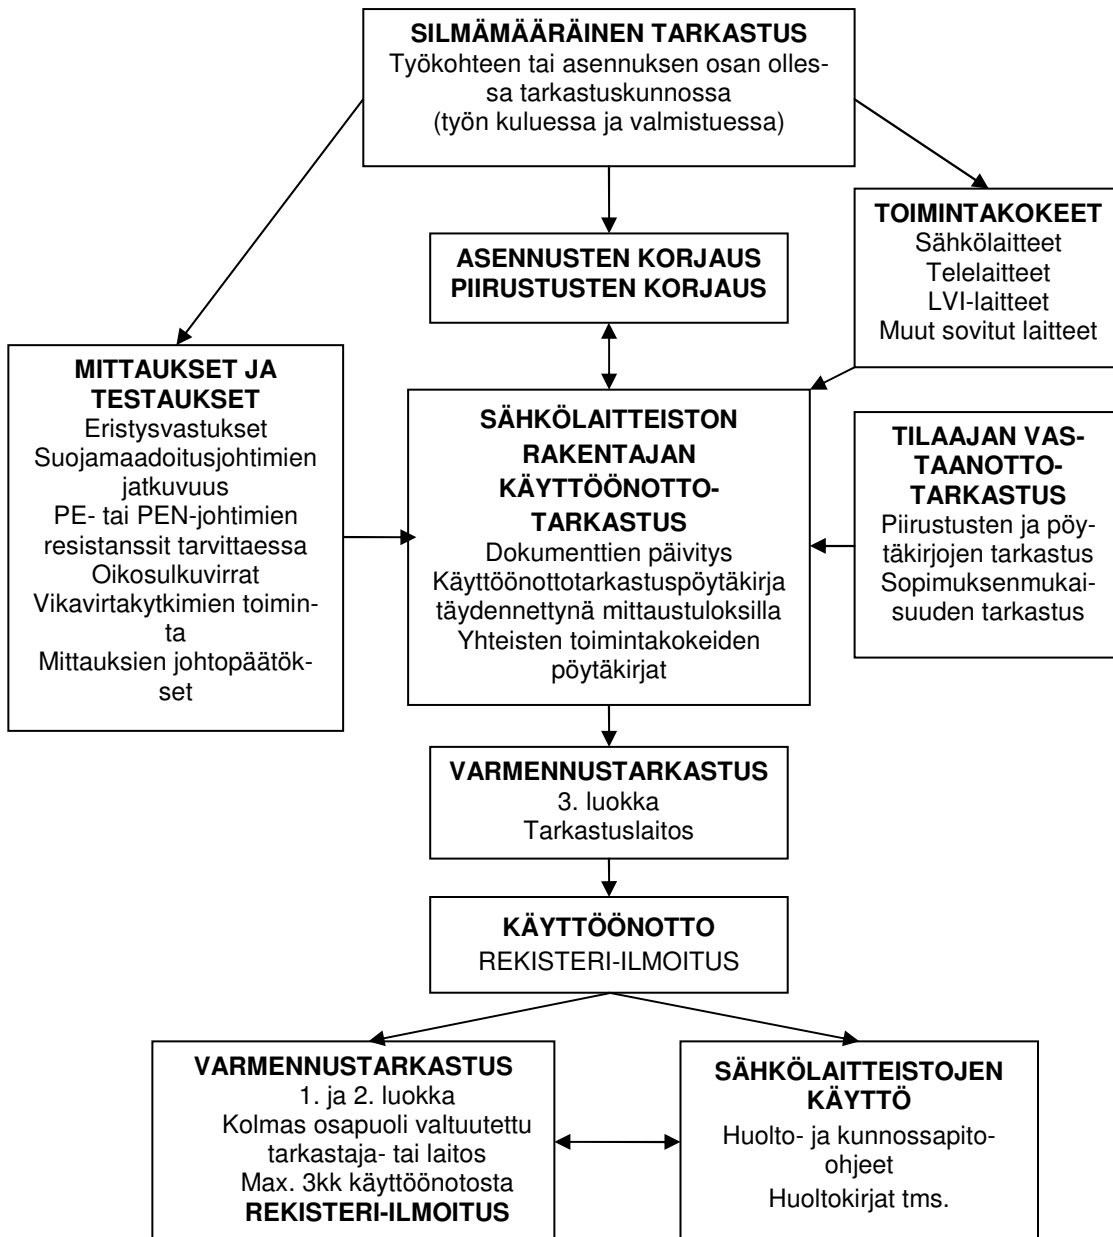 SILMÄMÄÄRÄINEN TARKASTUS
Työkohteen tai asennuksen osan olles-
sa tarkastuskunnossa
(työn kuluessa ja valmistuessa)
TOIMINTAKOKEET
Sähkölaitteet
Telelaitteet
LVI-laitteet
Muut sovitut laitteet
ASENNUSTEN KORJAUS
PIIRUSTUSTEN KORJAUS
MITTAUKSET JA
TESTAUKSET
Eristysvastukset
Suojamaadoitusjohtimien
jatkuvuus
PE- tai PEN-johtimien
resistanssit tarvittaessa
Oikosulkuvirrat
Vikavirtakytkimien toimin-
ta
Mittauksien johtopäätök-
set
SÄHKÖLAITTEISTON
RAKENTAJAN
KÄYTTÖÖNOTTO-
TARKASTUS
Dokumenttien päivitys
Käyttöönottotarkastuspöytäkirja
täydennettynä mittaustuloksilla
Yhteisten toimintakokeiden
pöytäkirjat
TILAAJAN VAS-
TAANOTTO-
TARKASTUS
Piirustusten ja pöy-
täkirjojen tarkastus
Sopimuksenmukai-
suuden tarkastus
VARMENNUSTARKASTUS
3. luokka
Tarkastuslaitos
KÄYTTÖÖNOTTO
REKISTERI-ILMOITUS
VARMENNUSTARKASTUS
1. ja 2. luokka
Kolmas osapuoli valtuutettu
tarkastaja- tai laitos
Max. 3kk käyttöönotosta
REKISTERI-ILMOITUS
SÄHKÖLAITTEISTOJEN
KÄYTTÖ
Huolto- ja kunnossapito-
ohjeet
Huoltokirjat tms.